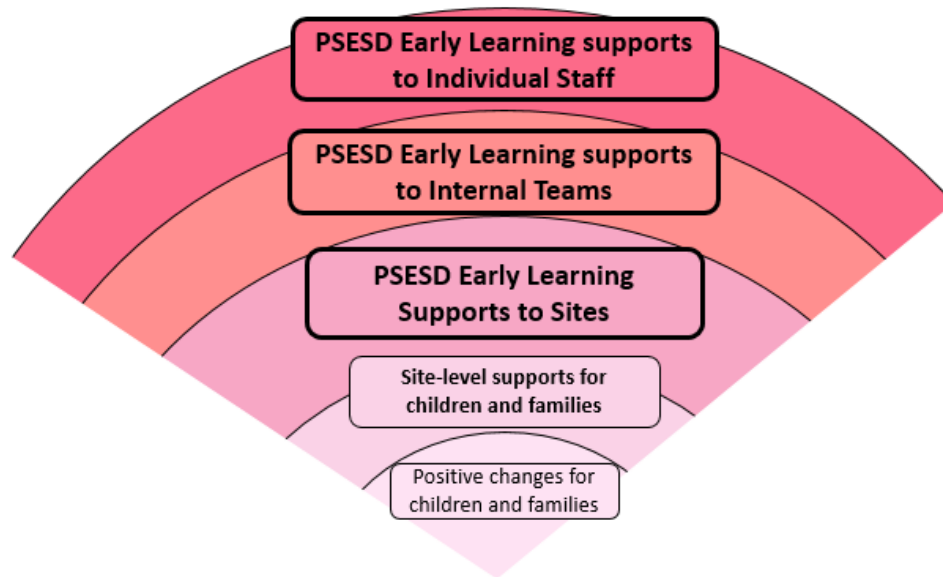 PSESD Early Learning supports
to Individual Staff
PSESD Early Learning supports
to Internal Teams
PSESD Early Learning
Supports to Sites
Site-level supports for
children and families
Positive changes for
children and families